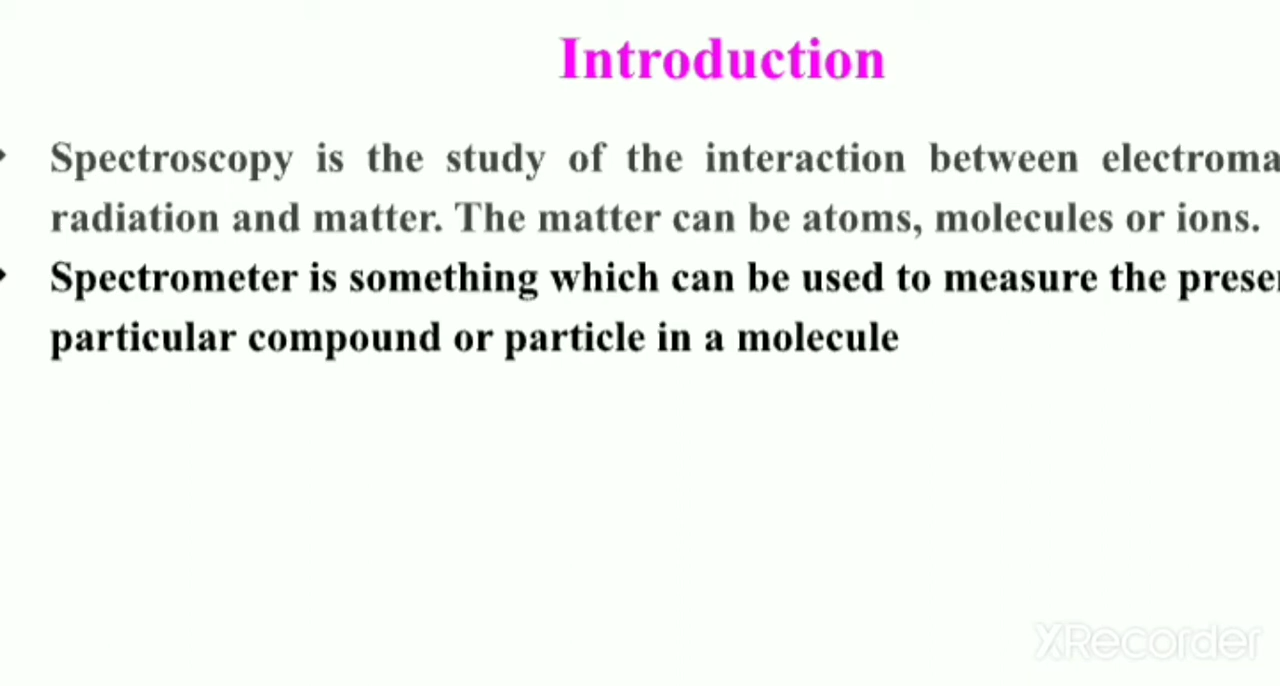 Introduction
Spectroscopy is the study of the interaction between electroma
radiation and matter. The matter can be atoms, molecules or ions.
Spectrometer is something which can be used to measure the prese
particular compound or particle in a molecule
XRecorder